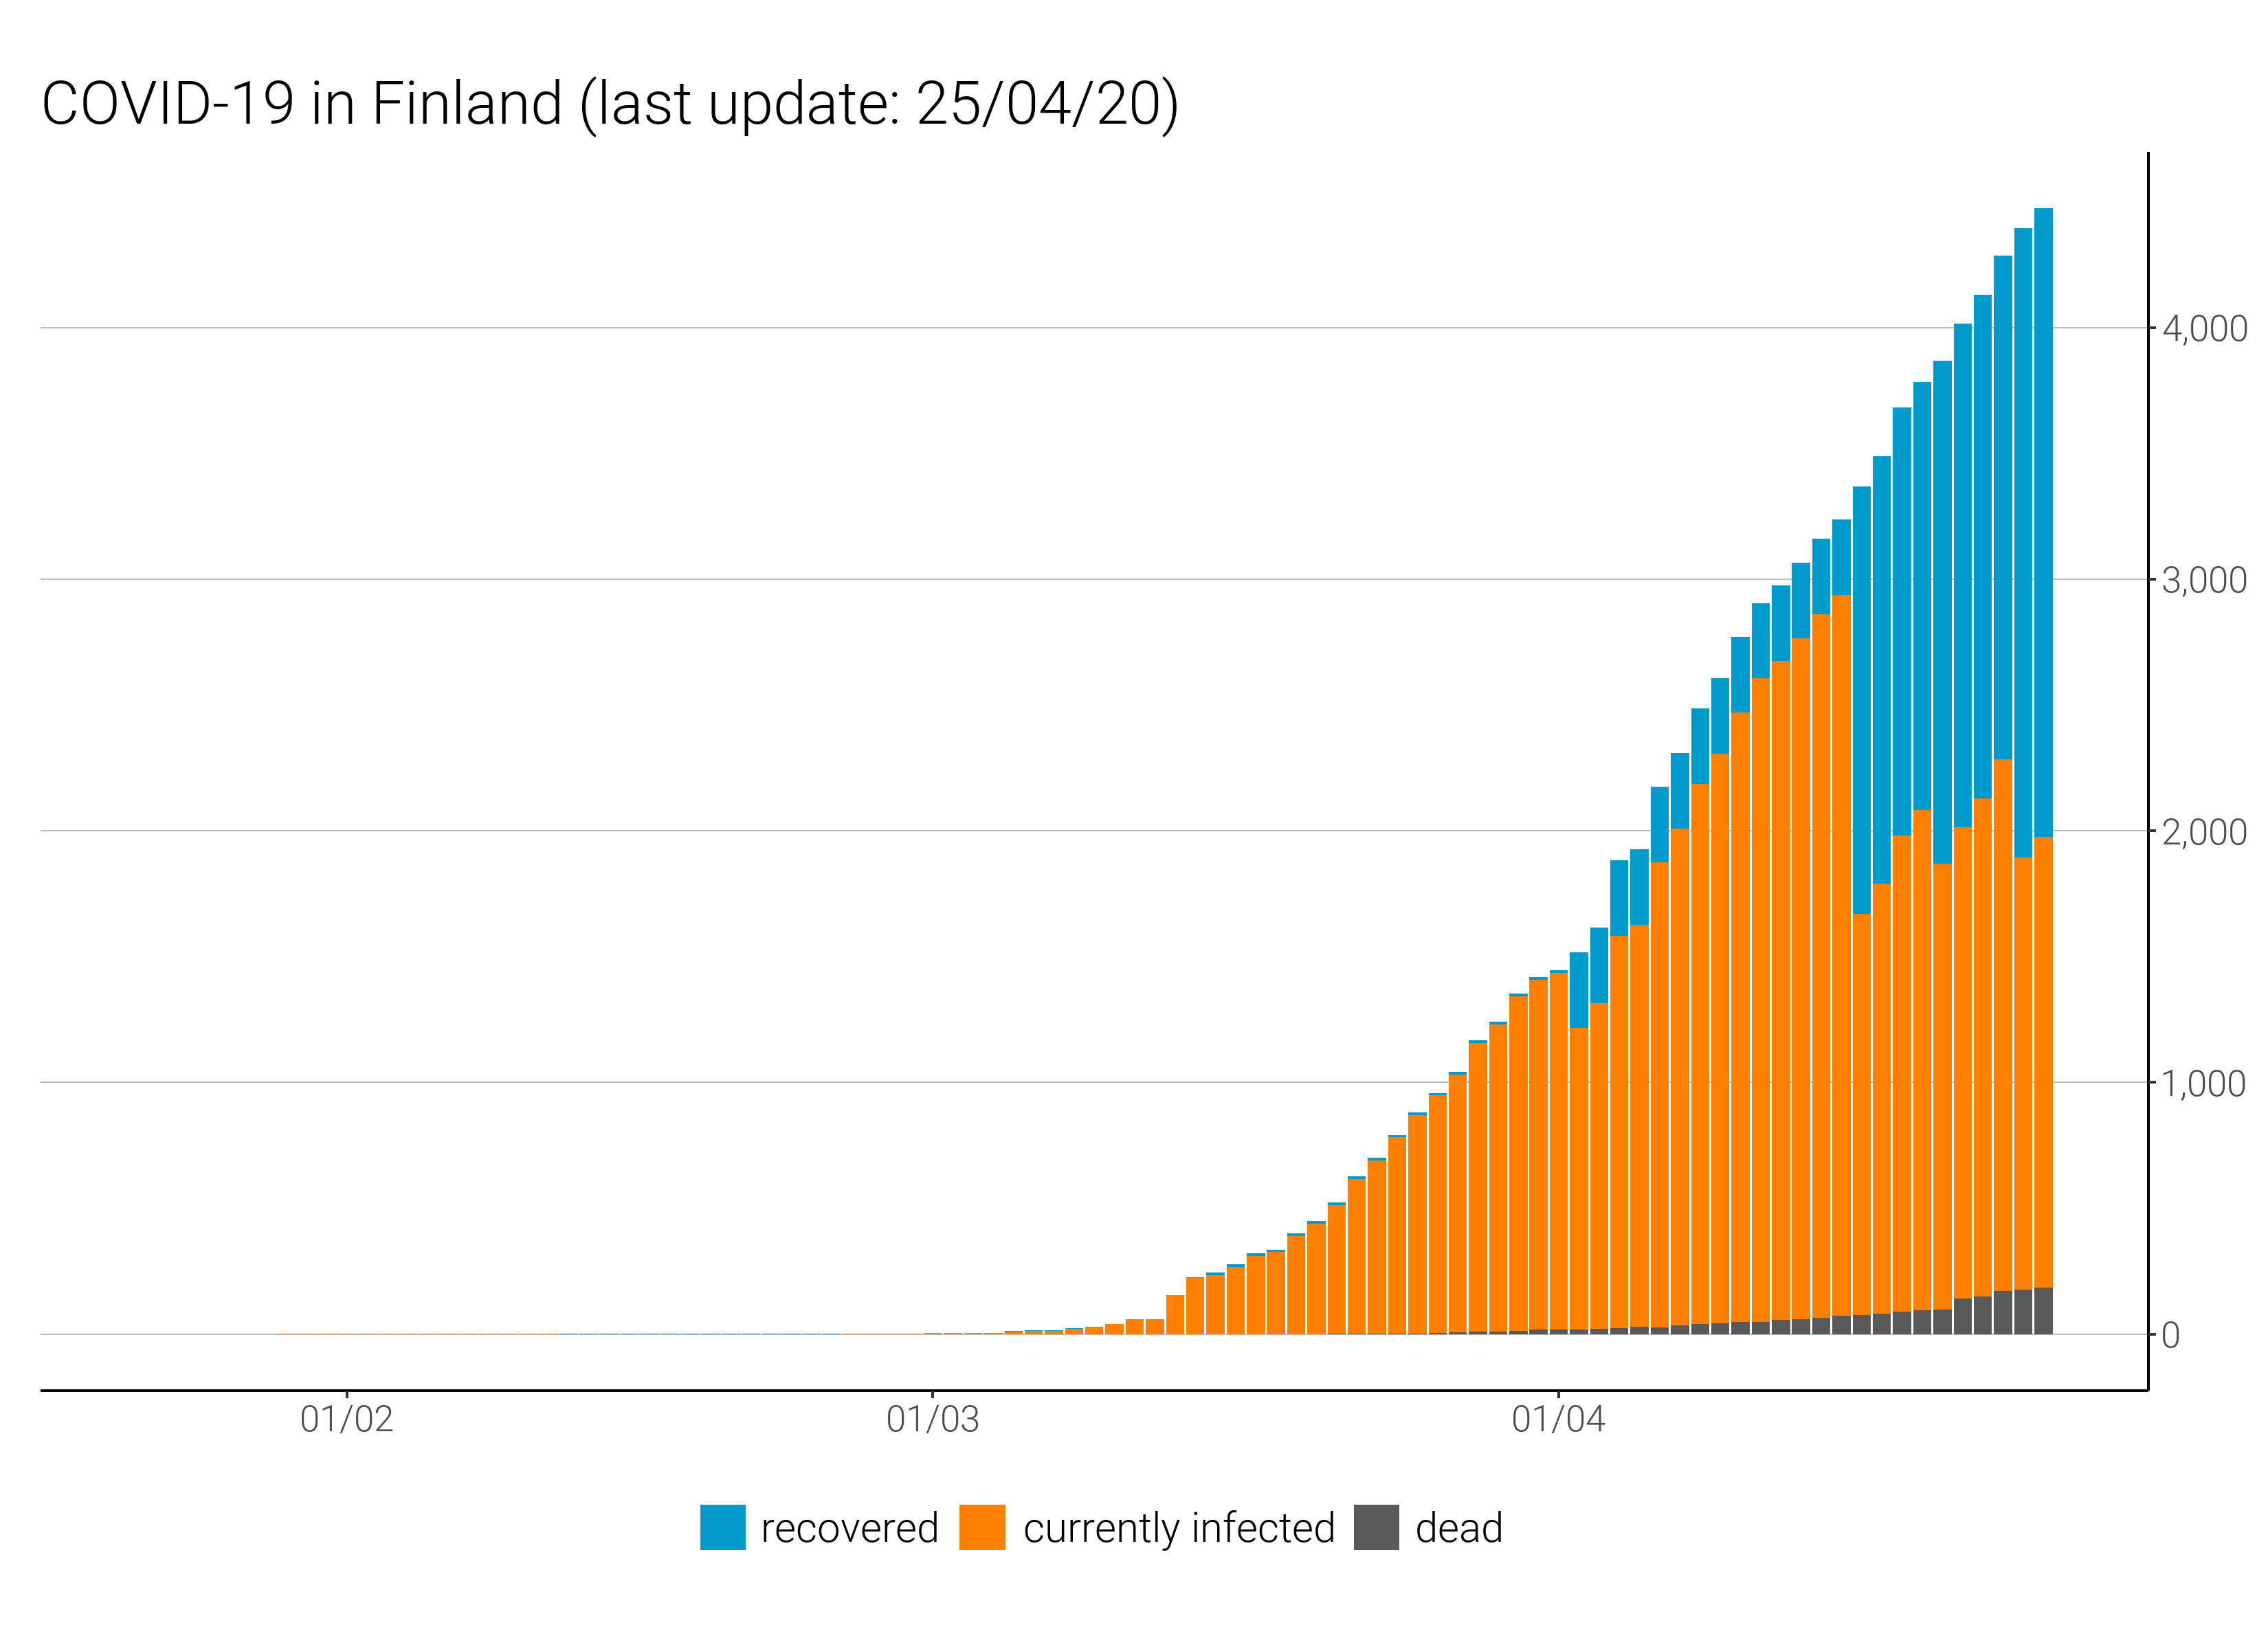 COVID-19 in Finland (last update: 25/04/20)
4,000
3,000
2,000
1,000
0
01/02 01/03 01/04
recovered currently infected dead